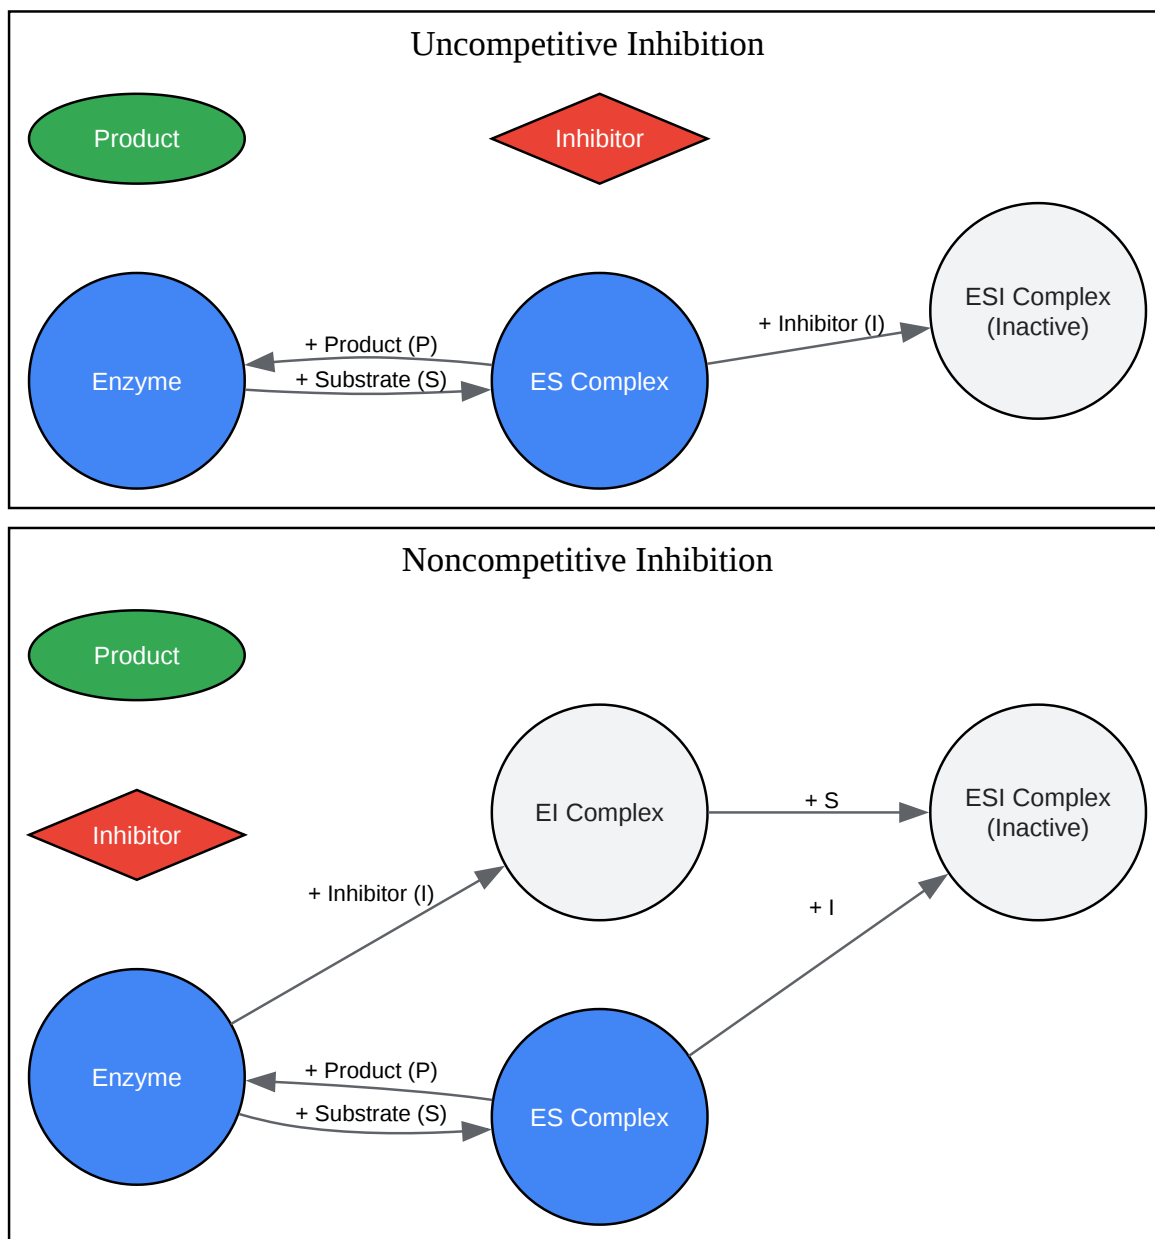 Uncompetitive Inhibition
Product
Inhibitor
ESI Complex
(Inactive)
+ Inhibitor (I)
+ Product (P)
Enzyme
+ Substrate (S)
ES Complex
Noncompetitive Inhibition
Product
EI Complex
+ S
ESI Complex
(Inactive)
Inhibitor
+ Inhibitor (I)
+ I
+ Product (P)
Enzyme
+ Substrate (S)
ES Complex